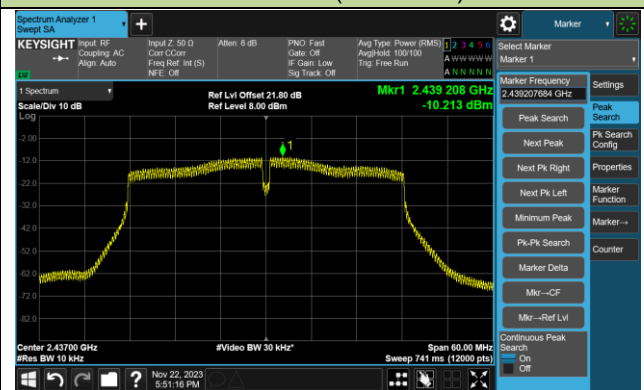 Spectrum Analyzer 1
Swept SA
+
Marker
KEYSIGHT
Input: RF
Coupling: AC
Align: Auto
Input Z: 50 Ω
Corr CCorr
Freq Ref: Int (S)
NFE: Off
Atten: 6 dB
PNO: Fast
Gate: Off
IF Gain: Low
Sig Track: Off
Avg Type: Power (RMS)
Avg|Hold: 100/100
Trig: Free Run
1 2 3 4 5 6
A W W W W W
A N N N N N
LXI
Select Marker
Marker 1
1 Spectrum
Scale/Div 10 dB
Log
Ref Lvl Offset 21.80 dB
Ref Level 8.00 dBm
Mkr1 2.439 208 GHz
-10.213 dBm
1
-2.00
-12.0
-22.0
-32.0
-42.0
-52.0
-62.0
-72.0
-82.0
Center 2.43700 GHz
#Res BW 10 kHz
#Video BW 30 kHz*
Span 60.00 MHz
Sweep 741 ms (12000 pts)
Marker Frequency
2.439207684 GHz
Peak Search
Next Peak
Next Pk Right
Next Pk Left
Minimum Peak
Pk-Pk Search
Marker Delta
Mkr→CF
Mkr→Ref Lvl
Continuous Peak
Search
On
Off
Settings
Peak
Search
Pk Search
Config
Properties
Marker
Function
Marker→
Counter
?
Nov 22, 2023
5:51:16 PM